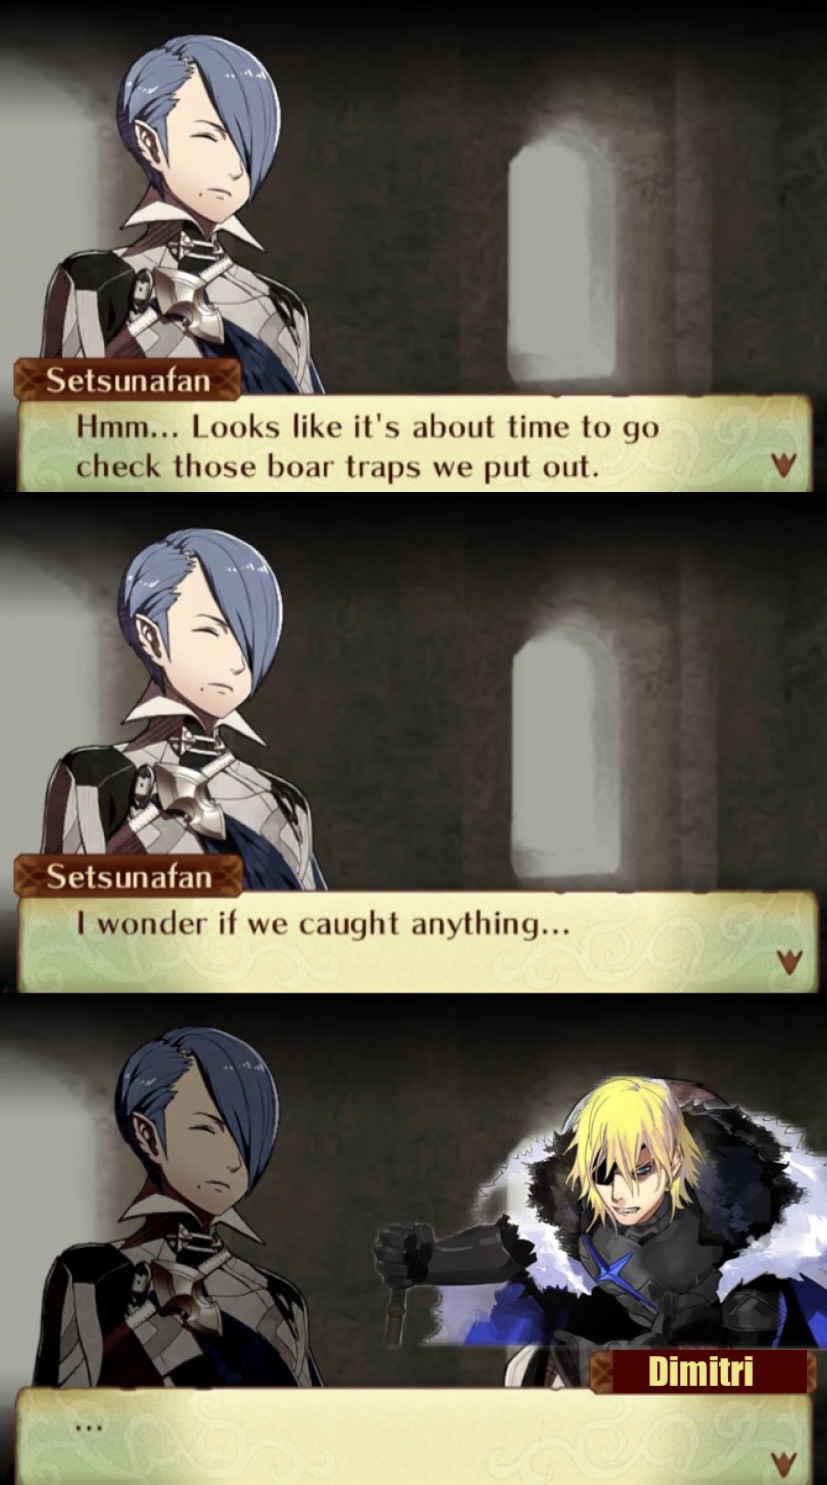 Setsunafan
Hmm... Looks like it's about time to go
check those boar traps we put out.
Setsunafan
I wonder if we caught anything...
Dimitri
...